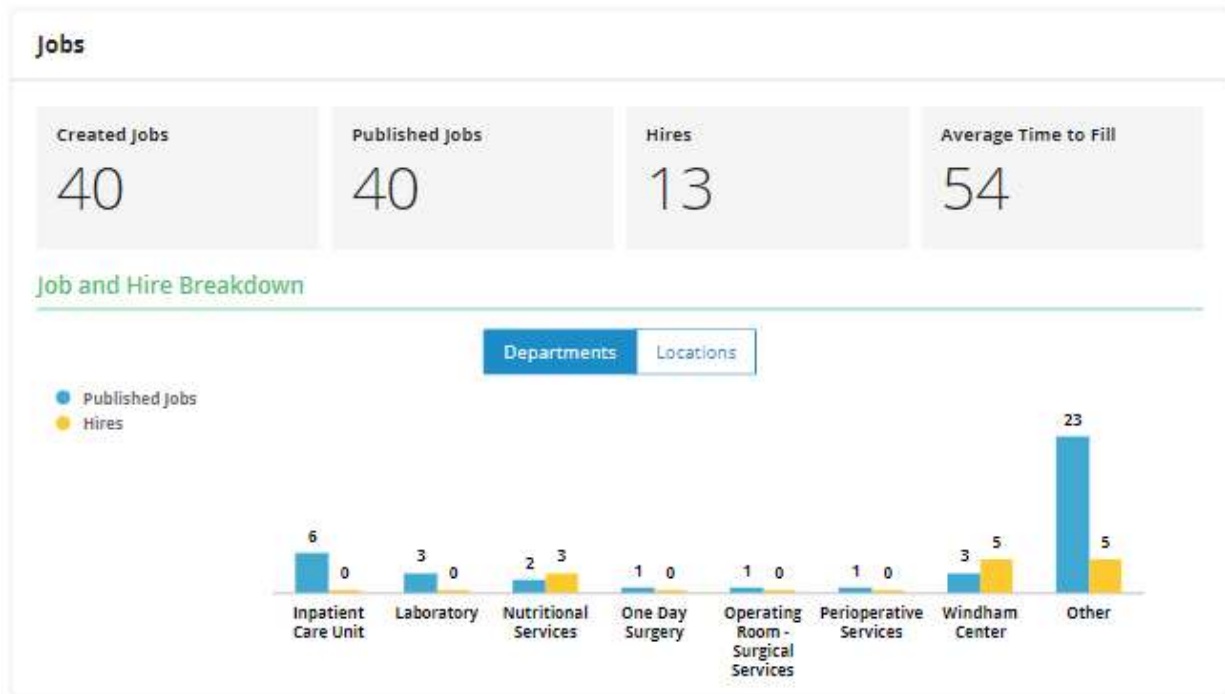 Jobs
Created Jobs
40
Published Jobs
40
Hires
13
Average Time to Fill
54
Job and Hire Breakdown
Departments
Locations
Published Jobs
Hires
6
0
3
0
2
3
1
0
1
0
1
0
3
5
23
5
Inpatient
Care Unit
Laboratory
Nutritional
Services
One Day
Surgery
Operating
Room -
Surgical
Services
Perioperative
Services
Windham
Center
Other